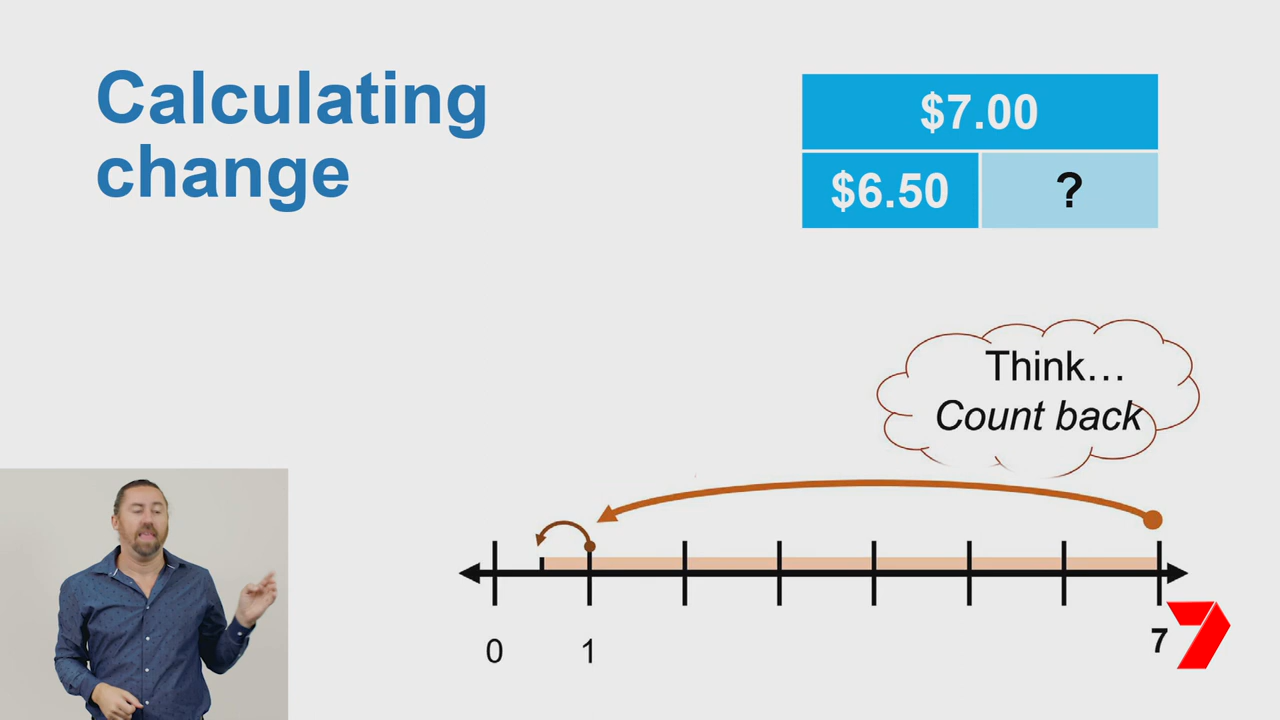 Calculating
change
$7.00
$6.50
?
Think…
Count back
0
1
7